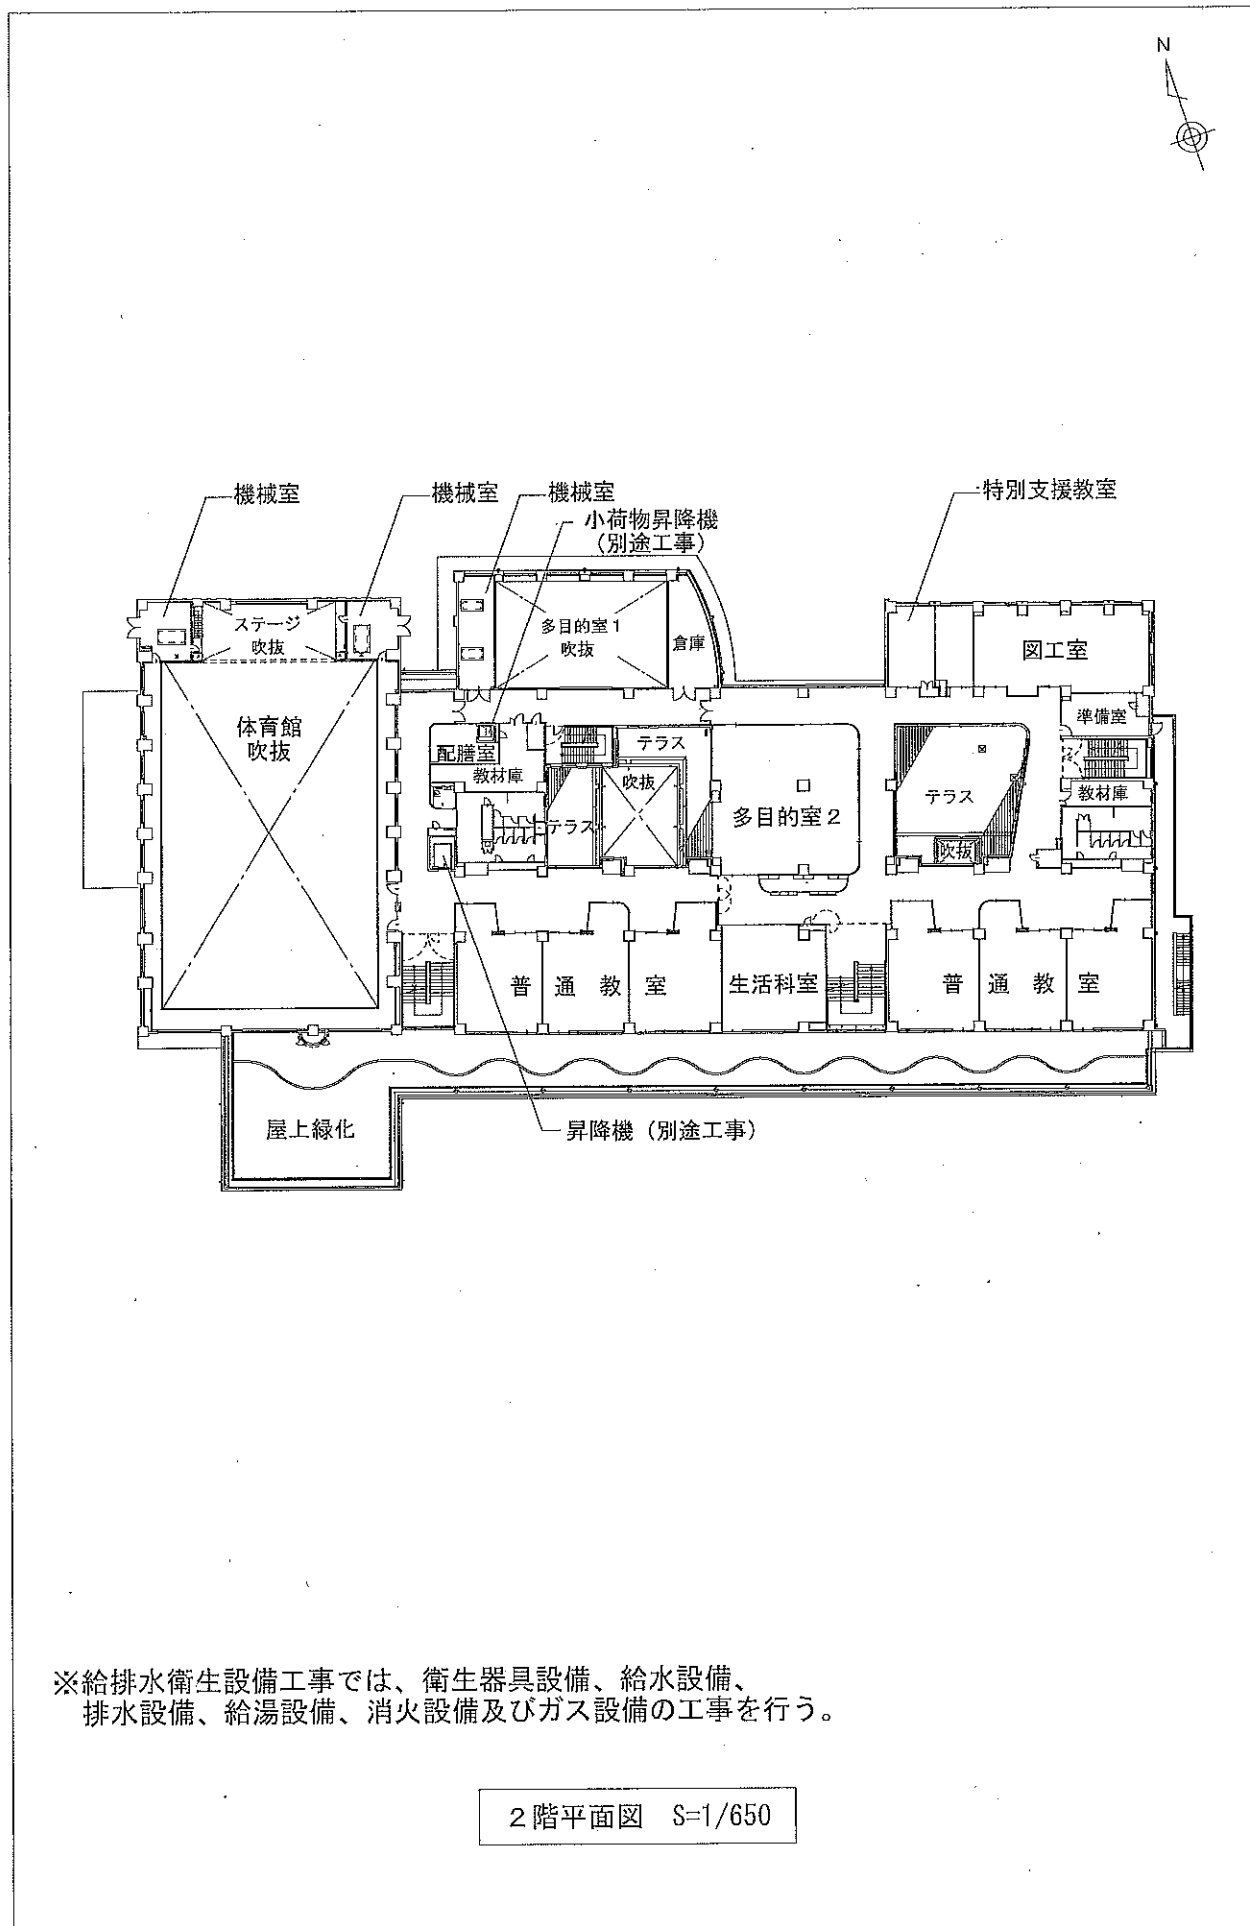 N
機械室
機械室
機械室
特別支援教室
小荷物昇降機
(別途工事)
ステージ
吹抜
多目的室1
吹抜
倉庫
図工室
体育館
吹抜
準備室
配膳室
テラス
教材庫
吹抜
テラス
教材庫
テラス
多目的室2
吹抜
普通教室
生活科室
普通教室
屋上緑化
昇降機(別途工事)
※給排水衛生設備工事では、衛生器具設備、給水設備、
排水設備、給湯設備、消火設備及びガス設備の工事を行う。
2階平面図 S=1/650